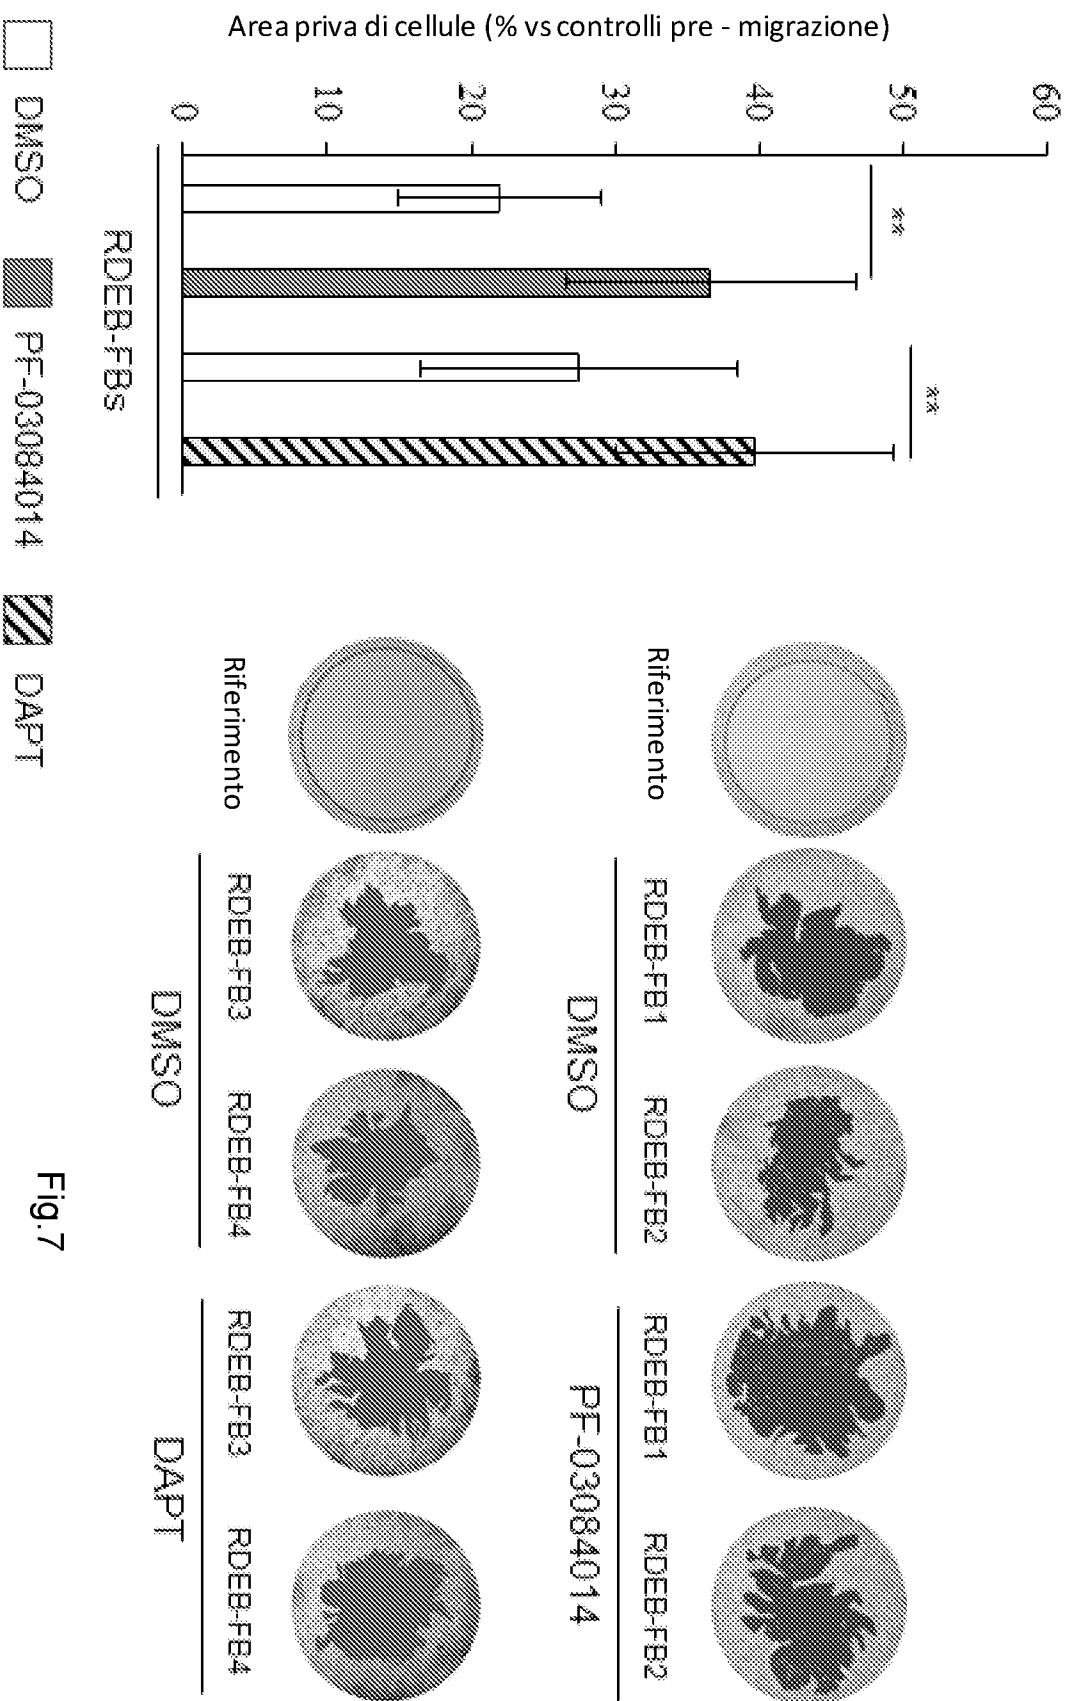 Area priva di cellule (% vs controlli pre - migrazione)
60
50
40
30
20
10
0
**
**
RDEB-FBs
DMSO
PF-03084014
DAPT
Riferimento
RDEB-FB1
RDEB-FB2
RDEB-FB1
RDEB-FB2
DMSO
PF-03084014
Riferimento
RDEB-FB3
RDEB-FB4
RDEB-FB3
RDEB-FB4
DMSO
DAPT
Fig.7